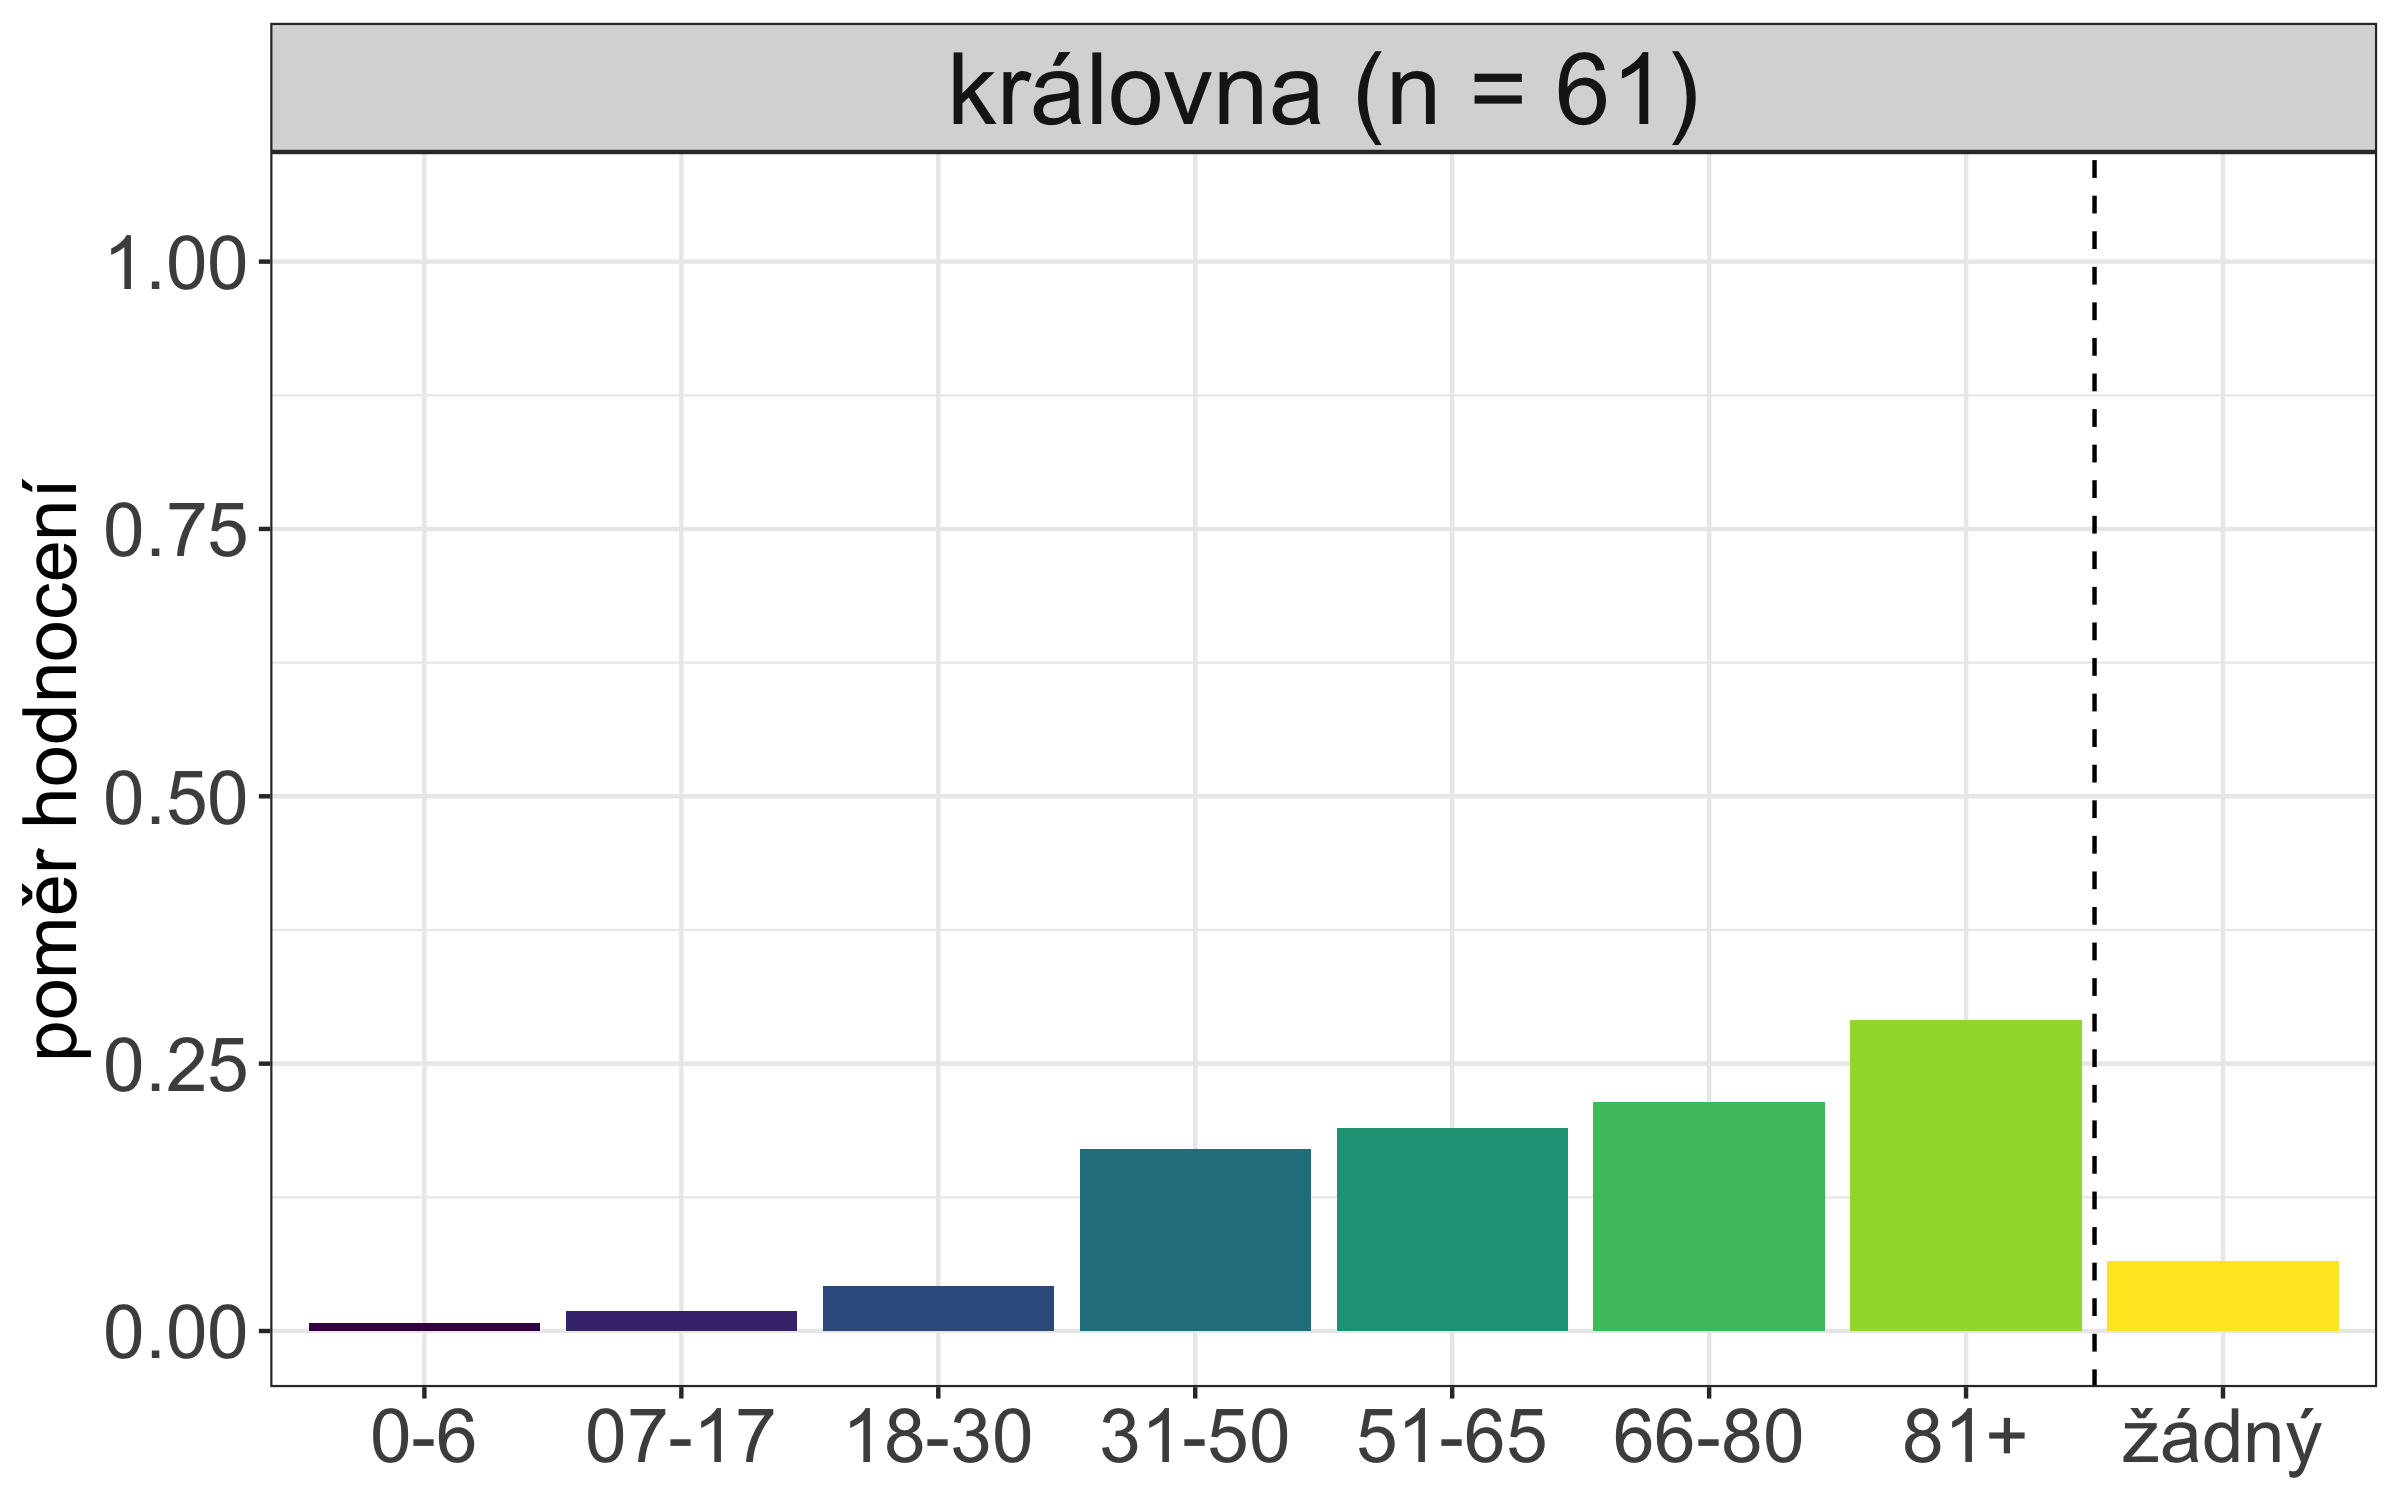 královna (n = 61)
poměr hodnocení
1.00
0.75
0.50
0.25
0.00
0-6 07-17 18-30 31-50 51-65 66-80 81+ žádný